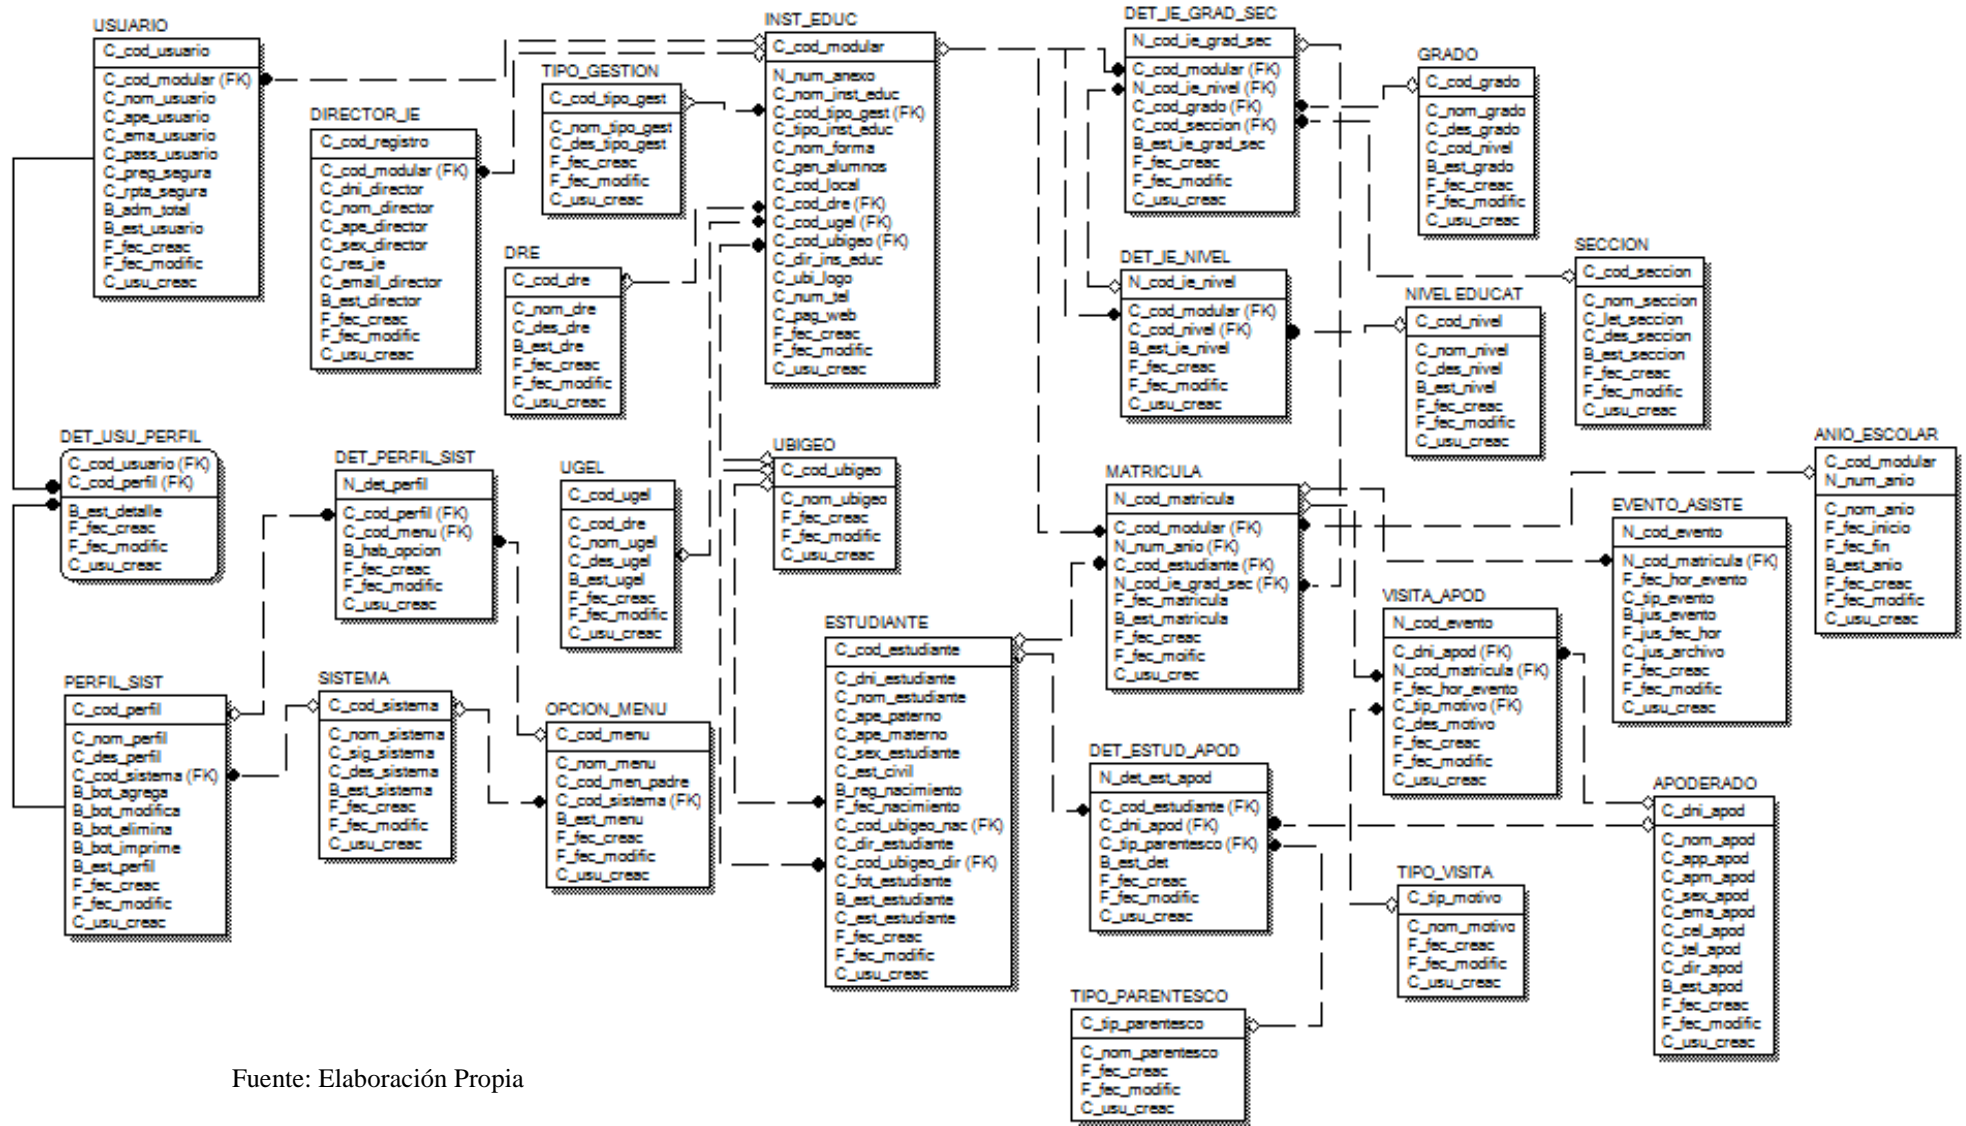 USUARIO
C_cod_usuario
C_cod_modular (FK)
C_nom_usuario
C_ape_usuario
C_ema_usuario
C_pass_usuario
C_preg_segura
C_rpta_segura
B_adm_total
B_est_usuario
F_fec_creac
F_fec_modific
C_usu_creac
DIRECTOR_IE
C_cod_registro
C_cod_modular (FK)
C_dni_director
C_nom_director
C_ape_director
C_sex_director
C_res_ie
C_email_director
B_est_director
F_fec_creac
F_fec_modific
C_usu_creac
TIPO_GESTION
C_cod_tipo_gest
C_nom_tipo_gest
C_des_tipo_gest
F_fec_creac
F_fec_modific
C_usu_creac
DRE
C_cod_dre
C_nom_dre
C_des_dre
B_est_dre
F_fec_creac
F_fec_modific
C_usu_creac
INST_EDUC
C_cod_modular
N_num_anexo
C_nom_inst_educ
C_cod_tipo_gest (FK)
C_tipo_inst_educ
C_nom_forma
C_gen_alumnos
C_cod_local
C_cod_dre (FK)
C_cod_ugel (FK)
C_cod_ubigeo (FK)
C_dir_ins_educ
C_ubi_logo
C_num_tel
C_pag_web
F_fec_creac
F_fec_modific
C_usu_creac
DET_IE_GRAD_SEC
N_cod_ie_grad_sec
C_cod_modular (FK)
N_cod_ie_nivel (FK)
C_cod_grado (FK)
C_cod_seccion (FK)
B_est_ie_grad_sec
F_fec_creac
F_fec_modific
C_usu_creac
GRADO
C_cod_grado
C_nom_grado
C_des_grado
C_cod_nivel
B_est_grado
F_fec_creac
F_fec_modific
C_usu_creac
DET_IE_NIVEL
N_cod_ie_nivel
C_cod_modular (FK)
C_cod_nivel (FK)
B_est_ie_nivel
F_fec_creac
F_fec_modific
C_usu_creac
NIVEL EDUCAT
C_cod_nivel
C_nom_nivel
C_des_nivel
B_est_nivel
F_fec_creac
F_fec_modific
C_usu_creac
SECCION
C_cod_seccion
C_nom_seccion
C_let_seccion
C_des_seccion
B_est_seccion
F_fec_creac
F_fec_modific
C_usu_creac
DET_USU_PERFIL
C_cod_usuario (FK)
C_cod_perfil (FK)
B_est_detalle
F_fec_creac
F_fec_modific
C_usu_creac
DET_PERFIL_SIST
N_det_perfil
C_cod_perfil (FK)
C_cod_menu (FK)
B_hab_opcion
F_fec_creac
F_fec_modific
C_usu_creac
UGEL
C_cod_ugel
C_cod_dre
C_nom_ugel
C_des_ugel
B_est_ugel
F_fec_creac
F_fec_modific
C_usu_creac
UBIGEO
C_cod_ubigeo
C_nom_ubigeo
F_fec_creac
F_fec_modific
C_usu_creac
MATRICULA
N_cod_matricula
C_cod_modular (FK)
N_num_anio (FK)
C_cod_estudiante (FK)
N_cod_ie_grad_sec (FK)
F_fec_matricula
B_est_matricula
F_fec_creac
F_fec_moific
C_usu_crec
ANIO_ESCOLAR
C_cod_modular
N_num_anio
C_nom_anio
F_fec_inicio
F_fec_fin
B_est_anio
F_fec_creac
F_fec_modific
C_usu_creac
EVENTO_ASISTE
N_cod_evento
N_cod_matricula (FK)
F_fec_hor_evento
C_tip_evento
B_jus_evento
F_jus_fec_hor
C_jus_archivo
F_fec_creac
F_fec_modific
C_usu_creac
VISITA_APOD
N_cod_evento
C_dni_apod (FK)
N_cod_matricula (FK)
F_fec_hor_evento
C_tip_motivo (FK)
C_des_motivo
F_fec_creac
F_fec_modific
C_usu_creac
PERFIL_SIST
C_cod_perfil
C_nom_perfil
C_des_perfil
C_cod_sistema (FK)
B_bot_agrega
B_bot_modifica
B_bot_elimina
B_bot_imprime
B_est_perfil
F_fec_creac
F_fec_modific
C_usu_creac
SISTEMA
C_cod_sistema
C_nom_sistema
C_sig_sistema
C_des_sistema
B_est_sistema
F_fec_creac
F_fec_modific
C_usu_creac
OPCION_MENU
C_cod_menu
C_nom_menu
C_cod_men_padre
C_cod_sistema (FK)
B_est_menu
F_fec_creac
F_fec_modific
C_usu_creac
ESTUDIANTE
C_cod_estudiante
C_dni_estudiante
C_nom_estudiante
C_ape_paterno
C_ape_materno
C_sex_estudiante
C_est_civil
B_reg_nacimiento
F_fec_nacimiento
C_cod_ubigeo_nac (FK)
C_dir_estudiante
C_cod_ubigeo_dir (FK)
C_fot_estudiante
B_est_estudiante
C_est_estudiante
F_fec_creac
F_fec_modific
C_usu_creac
DET_ESTUD_APOD
N_det_est_apod
C_cod_estudiante (FK)
C_dni_apod (FK)
C_tip_parentesco (FK)
B_est_det
F_fec_creac
F_fec_modific
C_usu_creac
TIPO_VISITA
C_tip_motivo
C_nom_motivo
F_fec_creac
F_fec_modific
C_usu_creac
APODERADO
C_dni_apod
C_nom_apod
C_app_apod
C_apm_apod
C_sex_apod
C_ema_apod
C_cel_apod
C_tel_apod
C_dir_apod
B_est_apod
F_fec_creac
F_fec_modific
C_usu_creac
TIPO_PARENTESCO
C_tip_parentesco
C_nom_parentesco
F_fec_creac
F_fec_modific
C_usu_creac
Fuente: Elaboración Propia